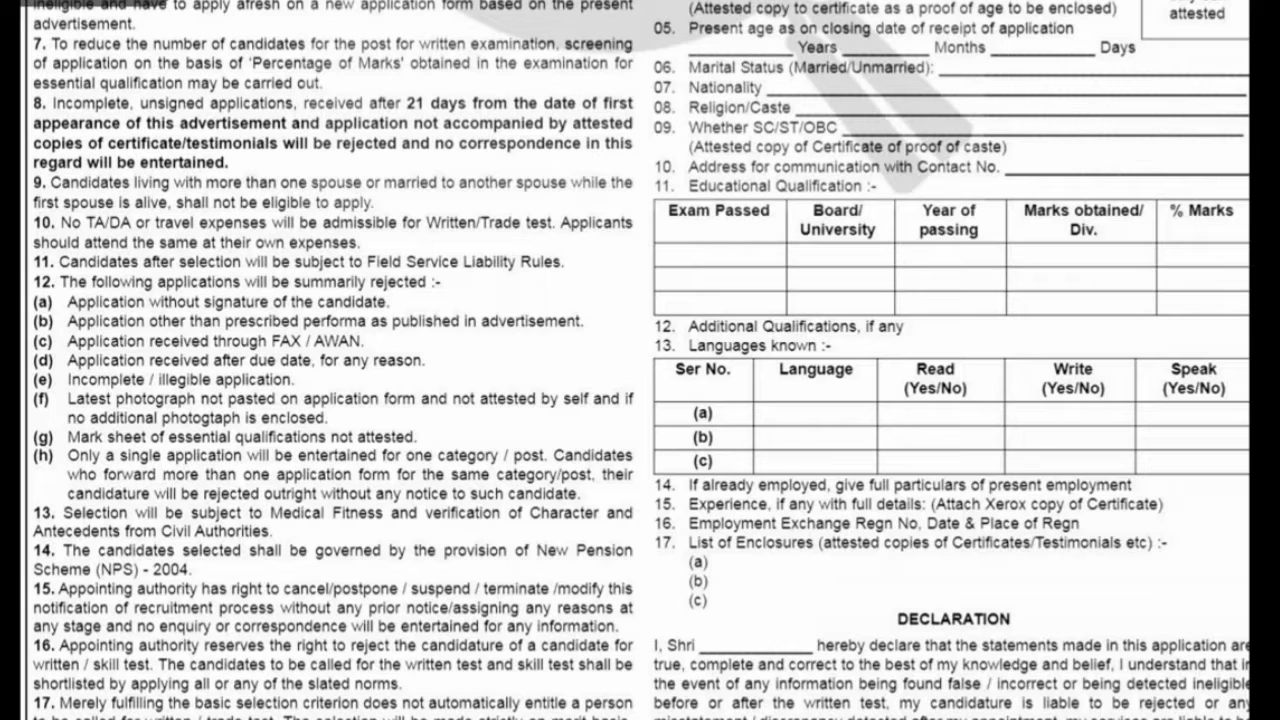 ineligible and have to apply afresh on a new application form based on the present
advertisement.
7. To reduce the number of candidates for the post for written examination, screening
of application on the basis of 'Percentage of Marks' obtained in the examination for
essential qualification may be carried out.
8. Incomplete, unsigned applications, received after 21 days from the date of first
appearance of this advertisement and application not accompanied by attested
copies of certificate/testimonials will be rejected and no correspondence in this
regard will be entertained.
9. Candidates living with more than one spouse or married to another spouse while the
first spouse is alive, shall not be eligible to apply.
10. No TA/DA or travel expenses will be admissible for Written/Trade test. Applicants
should attend the same at their own expenses.
11. Candidates after selection will be subject to Field Service Liability Rules.
12. The following applications will be summarily rejected :-
(a) Application without signature of the candidate.
(b) Application other than prescribed performa as published in advertisement.
(c) Application received through FAX / AWAN.
(d) Application received after due date, for any reason.
(e) Incomplete / illegible application.
(f) Latest photograph not pasted on application form and not attested by self and if
no additional photogtaph is enclosed.
(g) Mark sheet of essential qualifications not attested.
(h) Only a single application will be entertained for one category / post. Candidates
who forward more than one application form for the same category/post, their
candidature will be rejected outright without any notice to such candidate.
13. Selection will be subject to Medical Fitness and verification of Character and
Antecedents from Civil Authorities.
14. The candidates selected shall be governed by the provision of New Pension
Scheme (NPS) - 2004.
15. Appointing authority has right to cancel/postpone / suspend / terminate /modify this
notification of recruitment process without any prior notice/assigning any reasons at
any stage and no enquiry or correspondence will be entertained for any information.
16. Appointing authority reserves the right to reject the candidature of a candidate for
written / skill test. The candidates to be called for the written test and skill test shall be
shortlisted by applying all or any of the slated norms.
17. Merely fulfilling the basic selection criterion does not automatically entitle a person
(Attested copy to certificate as a proof of age to be enclosed)
attested
05. Present age as on closing date of receipt of application
____________ Years __________ Months ____________ Days
06. Marital Status (Married/Unmarried):
07. Nationality
08. Religion/Caste
09. Whether SC/ST/OBC
(Attested copy of Certificate of proof of caste)
10. Address for communication with Contact No.
11. Educational Qualification :-
Exam Passed Board/ Year of Marks obtained/ % Marks
University passing Div.
12. Additional Qualifications, if any
13. Languages known :-
Ser No. Language Read Write Speak
(Yes/No) (Yes/No) (Yes/No)
(a)
(b)
(c)
14. If already employed, give full particulars of present employment
15. Experience, if any with full details: (Attach Xerox copy of Certificate)
16. Employment Exchange Regn No, Date & Place of Regn
17. List of Enclosures (attested copies of Certificates/Testimonials etc) :-
(a)
(b)
(c)
DECLARATION
I, Shri _____________ hereby declare that the statements made in this application are
true, complete and correct to the best of my knowledge and belief, I understand that in
the event of any information being found false / incorrect or being detected ineligible
before or after the written test, my candidature is liable to be rejected or any